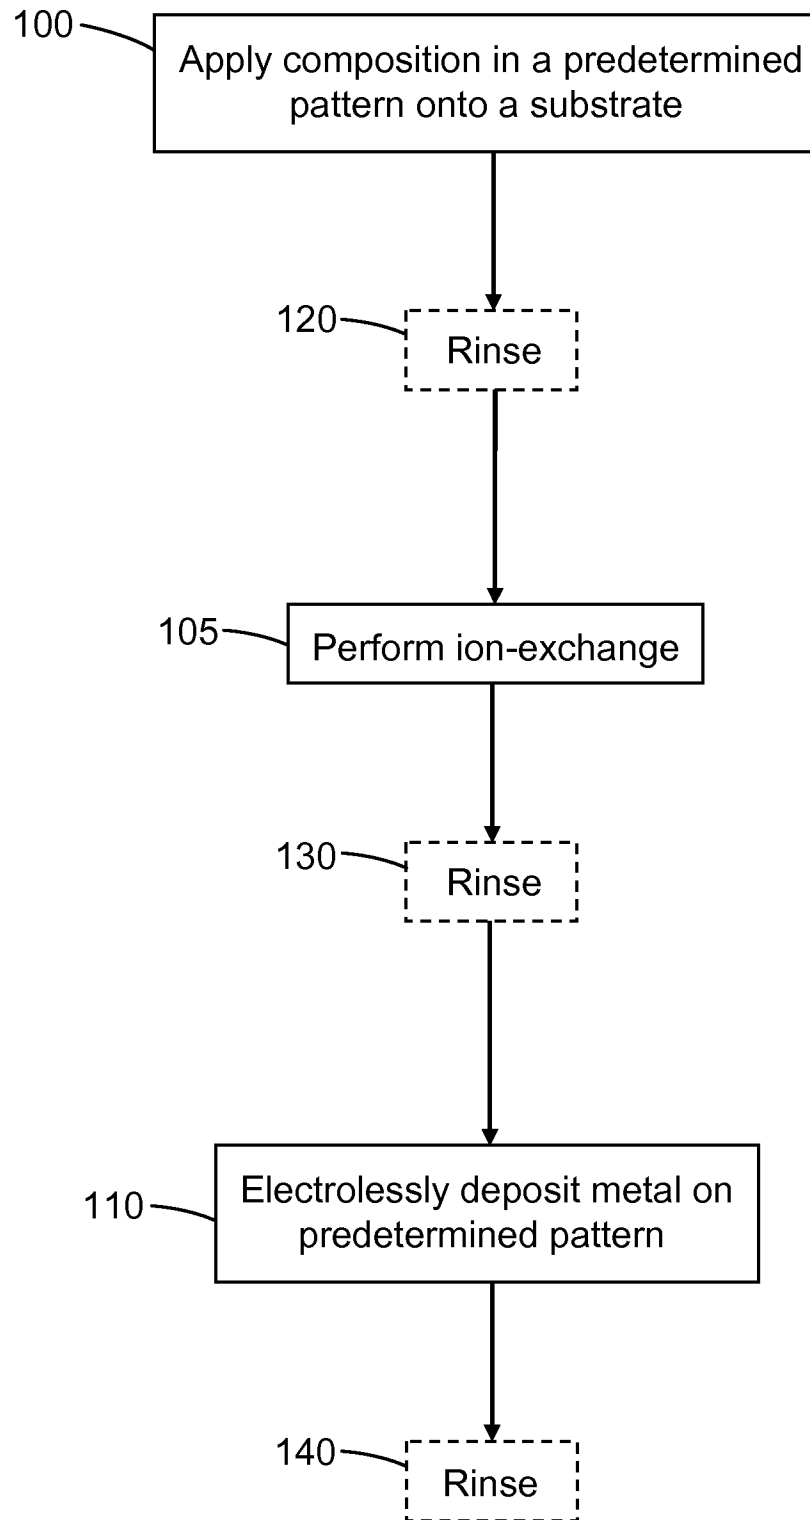 100
Apply composition in a predetermined
pattern onto a substrate
120
Rinse
105
Perform ion-exchange
130
Rinse
110
Electrolessly deposit metal on
predetermined pattern
140
Rinse